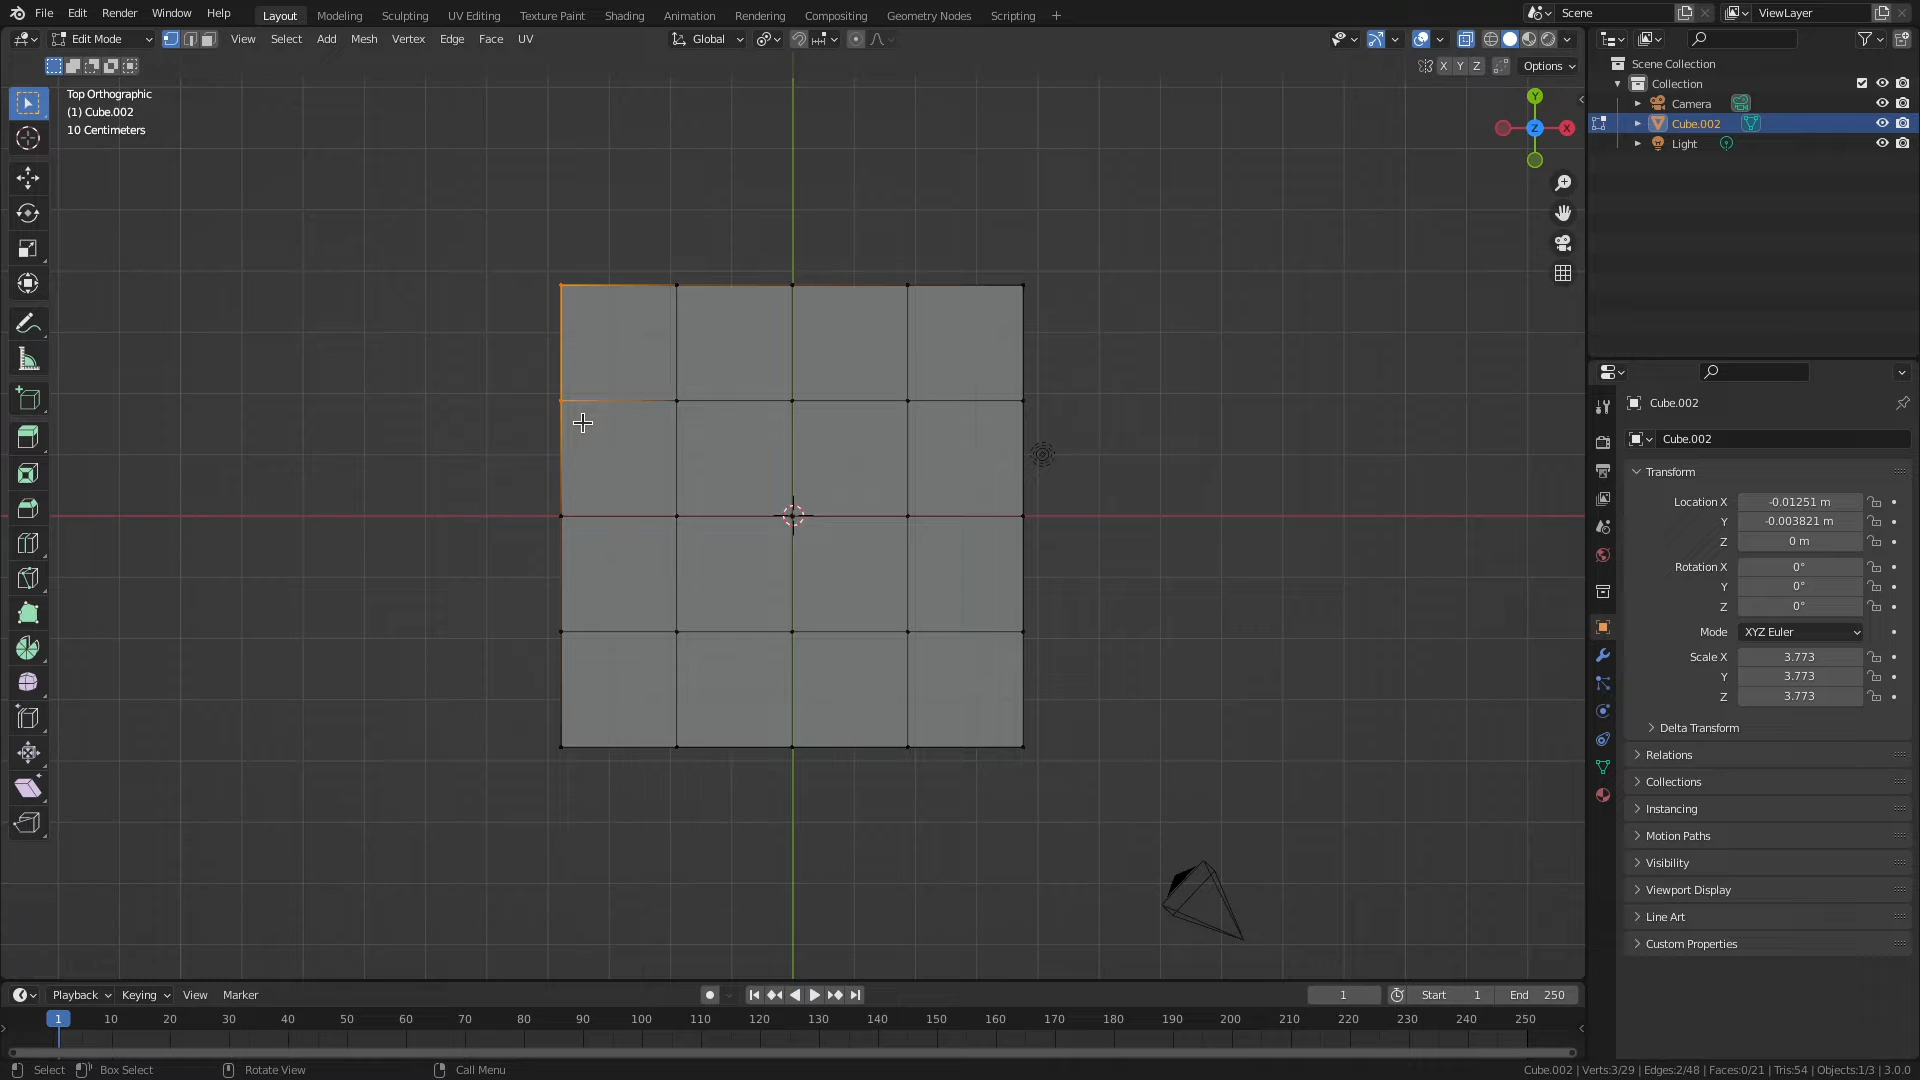 File Edit Render Window Help Layout Modeling Sculpting UV Editing Texture Paint Shading Animation Rendering Compositing Geometry Nodes Scripting + Scene ViewLayer
Edit Mode View Select Add Mesh Vertex Edge Face UV Global
X Y Z Options
Top Orthographic
(1) Cube.002
10 Centimeters
Y
Z X
Scene Collection
Collection
Camera
Cube.002
Light
Cube.002
Cube.002
Transform
Location X -0.01251 m
Y -0.003821 m
Z 0 m
Rotation X 0°
Y 0°
Z 0°
Mode XYZ Euler
Scale X 3.773
Y 3.773
Z 3.773
Delta Transform
Relations
Collections
Instancing
Motion Paths
Visibility
Viewport Display
Line Art
Custom Properties
Playback Keying View Marker 1 Start 1 End 250
1 10 20 30 40 50 60 70 80 90 100 110 120 130 140 150 160 170 180 190 200 210 220 230 240 250
Select Box Select Rotate View Call Menu Cube.002 | Verts:3/29 | Edges:2/48 | Faces:0/21 | Tris:54 | Objects:1/3 | 3.0.0